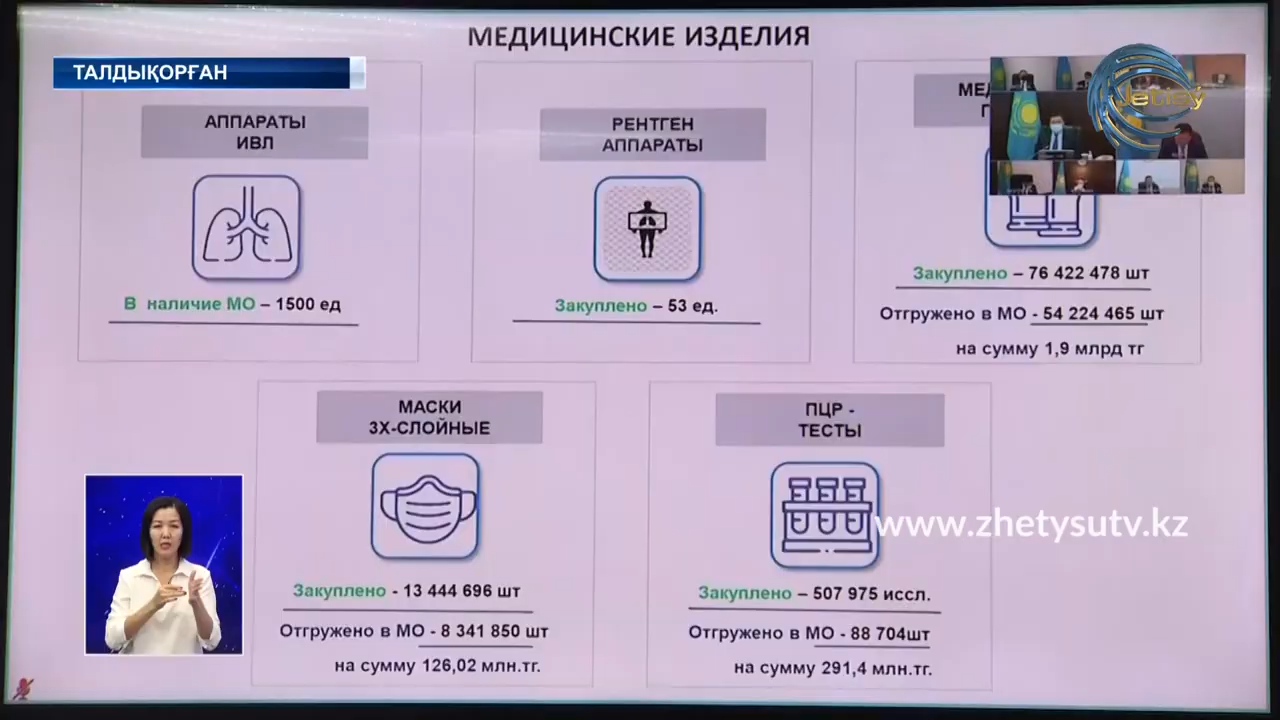 МЕДИЦИНСКИЕ ИЗДЕЛИЯ
ТАЛДЫҚОРҒАН
Jetisý
АППАРАТЫ
ИВЛ
В наличие МО – 1500 ед
РЕНТГЕН
АППАРАТЫ
Закуплено – 53 ед.
Закуплено – 76 422 478 шт
Отгружено в МО - 54 224 465 шт
на сумму 1,9 млрд тг
МАСКИ
3Х-СЛОЙНЫЕ
Закуплено - 13 444 696 шт
Отгружено в МО - 8 341 850 шт
на сумму 126,02 млн.тг.
ПЦР -
ТЕСТЫ
www.zhetysutv.kz
Закуплено – 507 975 иссл.
Отгружено в МО - 88 704шт
на сумму 291,4 млн.тг.